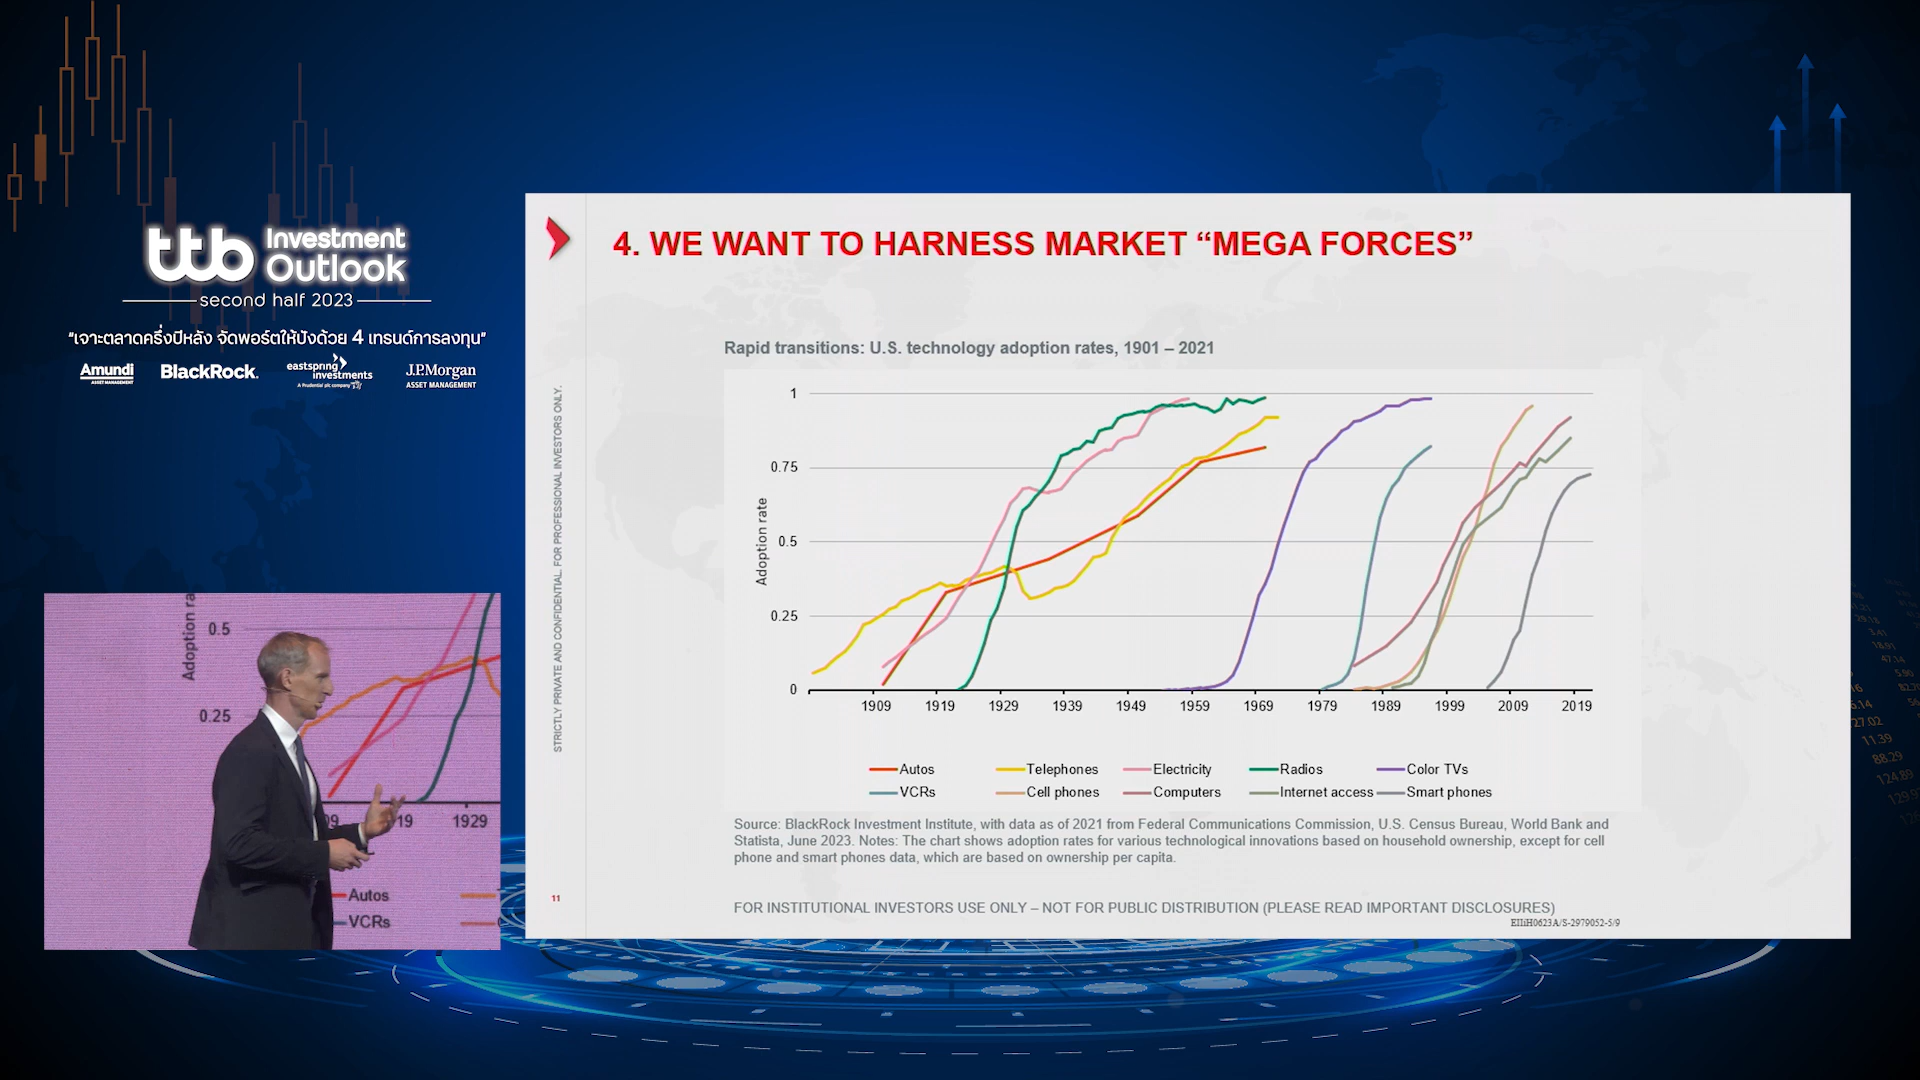 ttb Investment
Outlook
second half 2023
"เจาะตลาดครึ่งปีหลัง จัดพอร์ตให้ปังด้วย 4 เทรนด์การลงทุน"
Amundi
ASSET MANAGEMENT
BlackRock.
eastspring
investments
A Prudential plc company
J.P.Morgan
ASSET MANAGEMENT
4. WE WANT TO HARNESS MARKET “MEGA FORCES”
STRICTLY PRIVATE AND CONFIDENTIAL. FOR PROFESSIONAL INVESTORS ONLY.
Rapid transitions: U.S. technology adoption rates, 1901 – 2021
Adoption rate
1
0.75
0.5
0.25
0
1909 1919 1929 1939 1949 1959 1969 1979 1989 1999 2009 2019
Autos Telephones Electricity Radios Color TVs
VCRs Cell phones Computers Internet access Smart phones
Source: BlackRock Investment Institute, with data as of 2021 from Federal Communications Commission, U.S. Census Bureau, World Bank and
Statista, June 2023. Notes: The chart shows adoption rates for various technological innovations based on household ownership, except for cell
phone and smart phones data, which are based on ownership per capita.
11
FOR INSTITUTIONAL INVESTORS USE ONLY – NOT FOR PUBLIC DISTRIBUTION (PLEASE READ IMPORTANT DISCLOSURES)
EIIiH0623A/S-2979052-5/9
Adoption ra
0.5
0.25
09 19 1929
Autos
VCRs
11.39
88.29
124.89